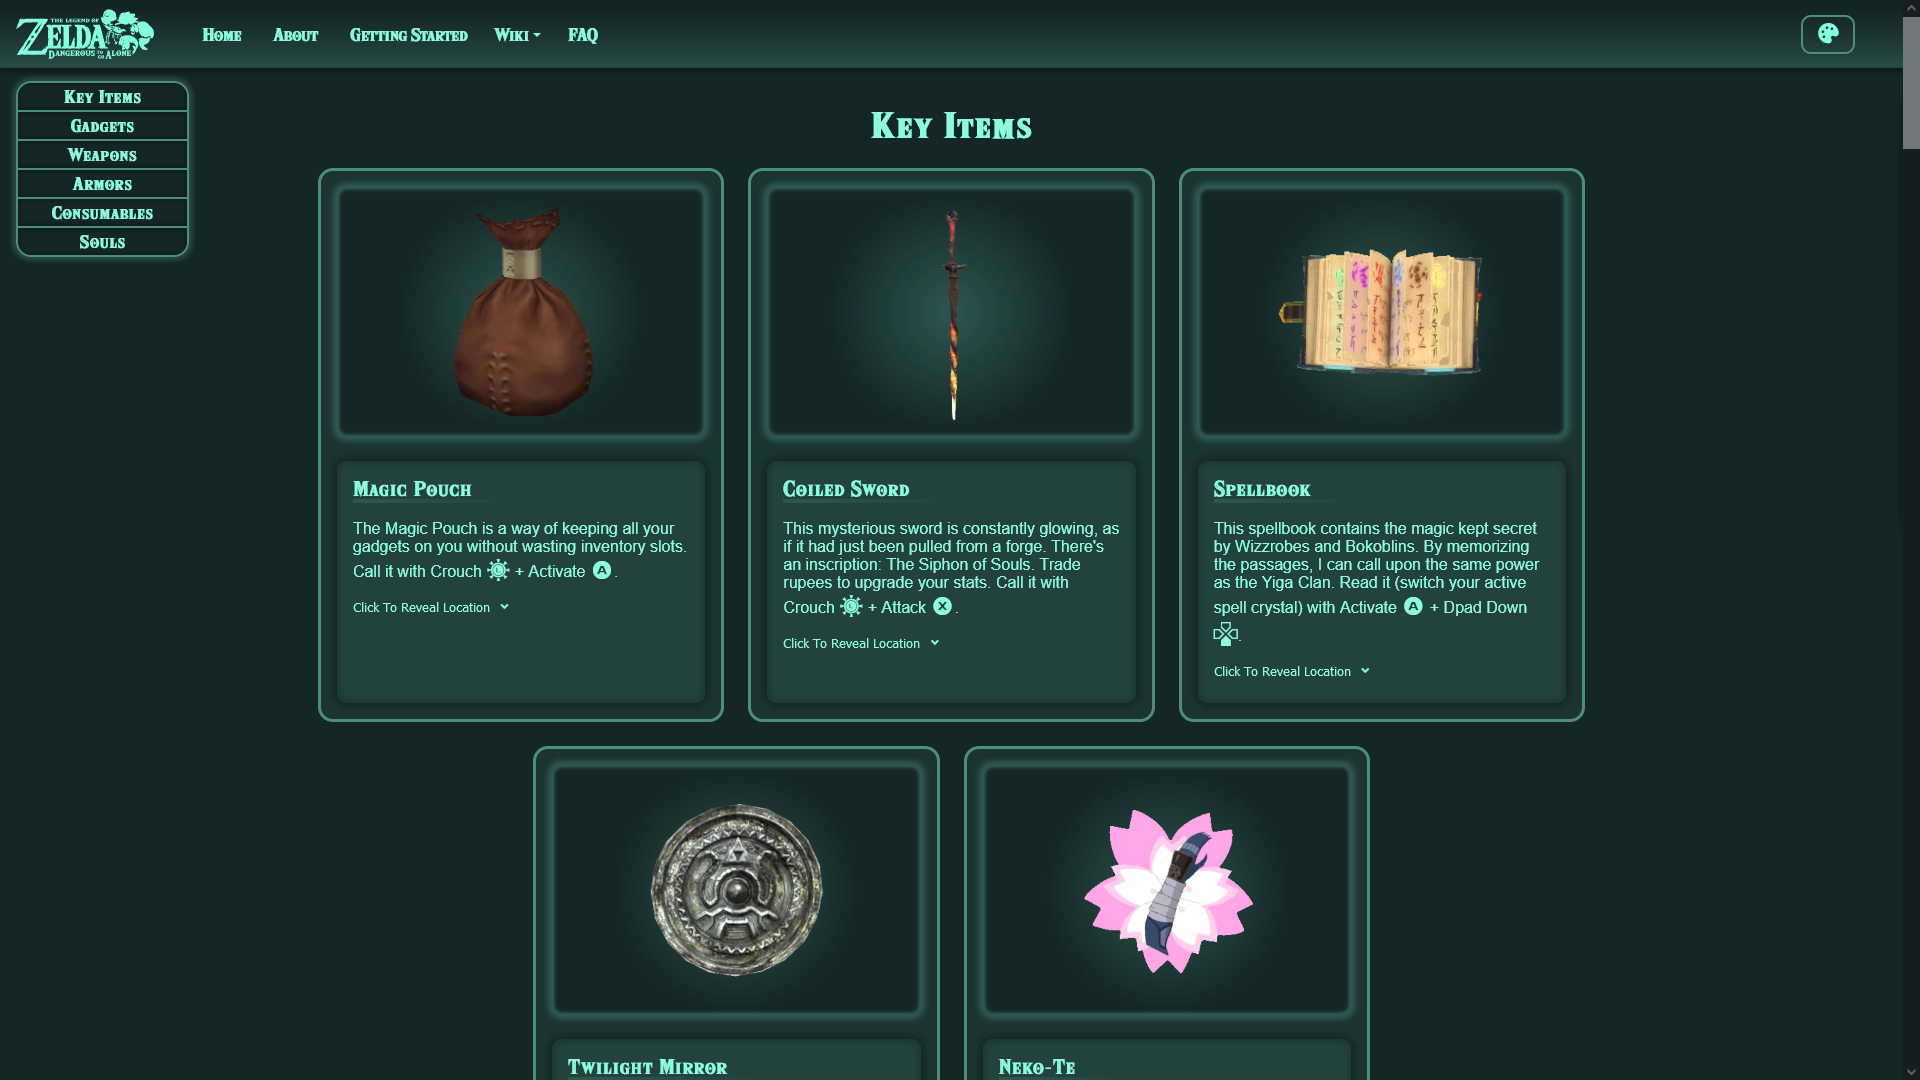 THE LEGEND OF
ZELDA
DANGEROUS TO GO ALONE
Home
About
Getting Started
Wiki
FAQ
Key Items
Gadgets
Weapons
Armors
Consumables
Souls
Key Items
Magic Pouch
The Magic Pouch is a way of keeping all your
gadgets on you without wasting inventory slots.
Call it with Crouch L + Activate A .
Click To Reveal Location
Coiled Sword
This mysterious sword is constantly glowing, as
if it had just been pulled from a forge. There's
an inscription: The Siphon of Souls. Trade
rupees to upgrade your stats. Call it with
Crouch L + Attack X .
Click To Reveal Location
Spellbook
This spellbook contains the magic kept secret
by Wizzrobes and Bokoblins. By memorizing
the passages, I can call upon the same power
as the Yiga Clan. Read it (switch your active
spell crystal) with Activate A + Dpad Down
.
Click To Reveal Location
Twilight Mirror
Neko-Te